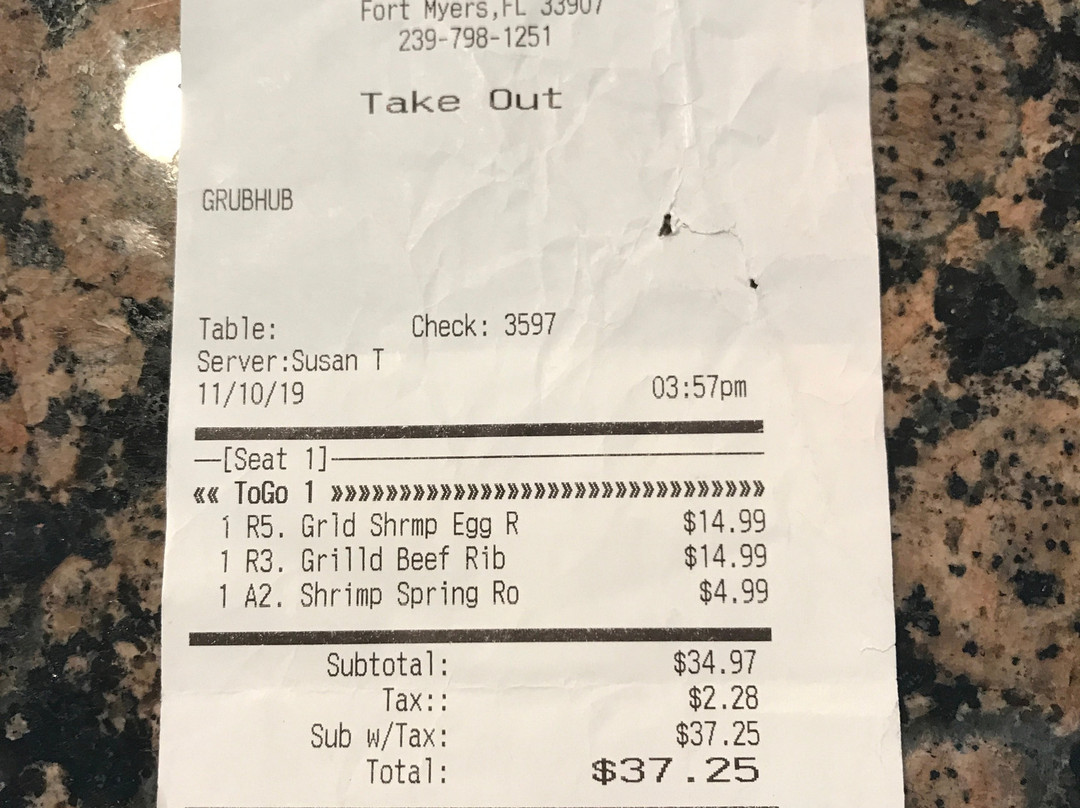 Fort Myers,FL 33907
239-798-1251
Take Out
GRUBHUB
Table: Check: 3597
Server:Susan T
11/10/19 03:57pm
—[Seat 1]—
«« ToGo 1 »»»»»»»»»»»»»»»»»»»»»»»»»»»»»»»»
1 R5. Grld Shrmp Egg R $14.99
1 R3. Grilld Beef Rib $14.99
1 A2. Shrimp Spring Ro $4.99
Subtotal: $34.97
Tax:: $2.28
Sub w/Tax: $37.25
Total: $37.25